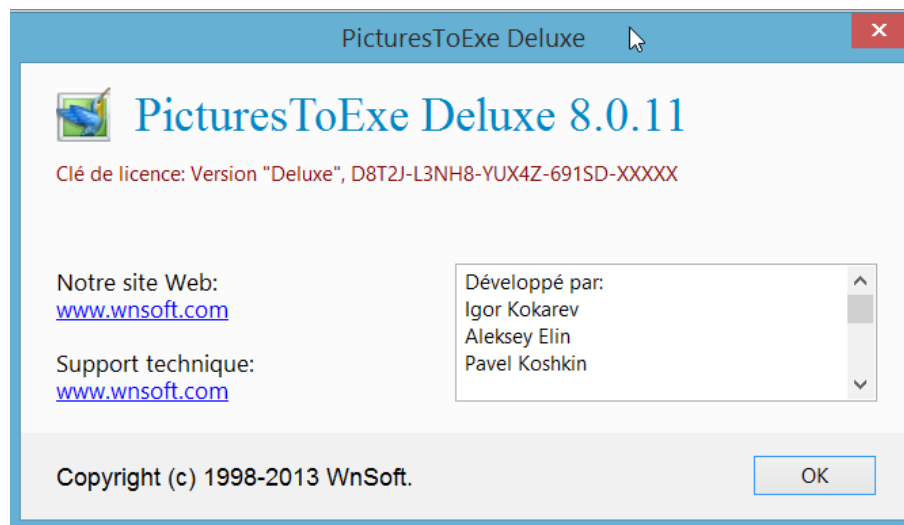 PicturesToExe Deluxe
PicturesToExe Deluxe 8.0.11
Clé de licence: Version "Deluxe", D8T2J-L3NH8-YUX4Z-691SD-XXXXX
Notre site Web:
www.wnsoft.com
Support technique:
www.wnsoft.com
Développé par:
Igor Kokarev
Aleksey Elin
Pavel Koshkin
Copyright (c) 1998-2013 WnSoft.
OK